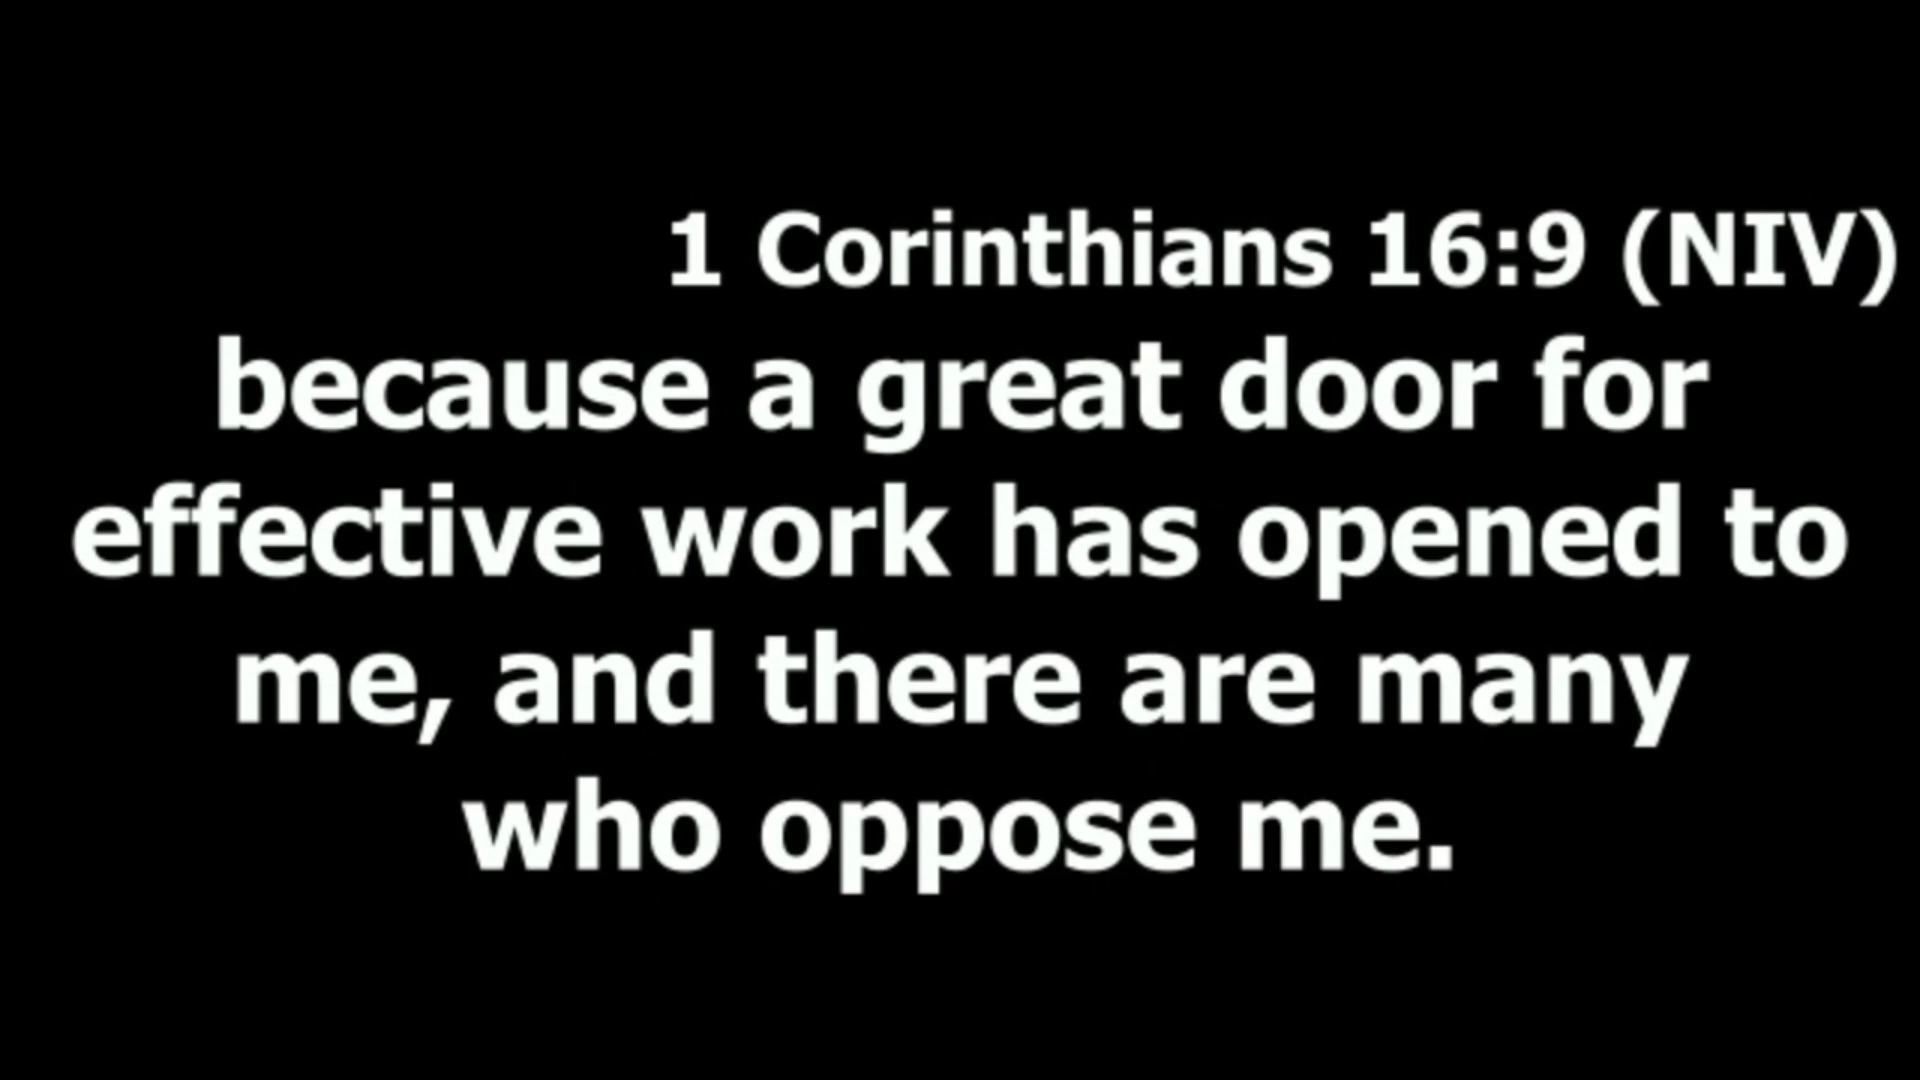 1 Corinthians 16:9 (NIV)
because a great door for
effective work has opened to
me, and there are many
who oppose me.